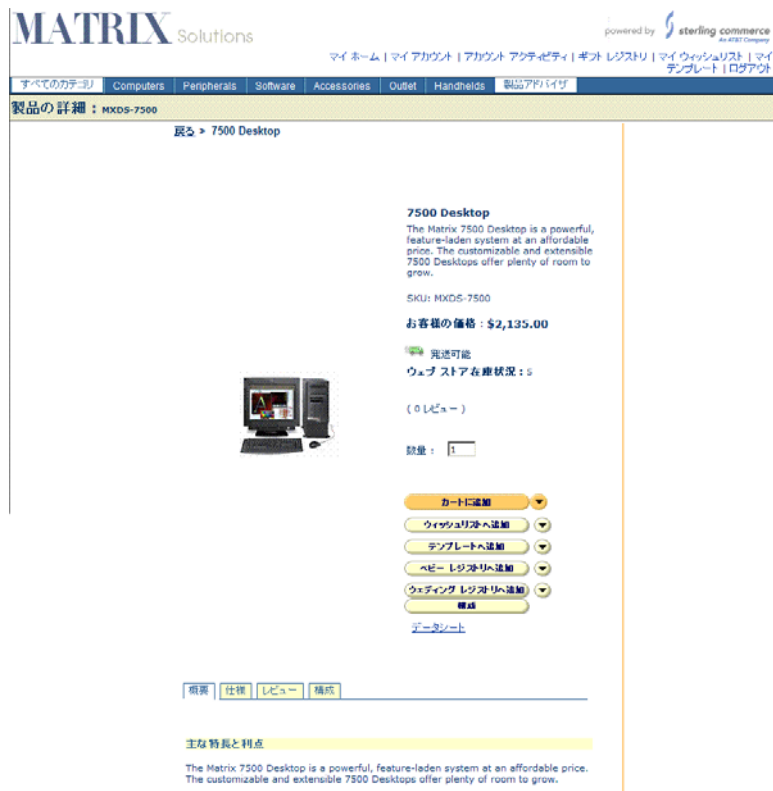 MATRIX Solutions
powered by sterling commerce
An AT&T Company
マイ ホーム | マイ アカウント | アカウント アクティビティ | ギフト レジストリ | マイ ウィッシュリスト | マイ
テンプレート | ログアウト
すべてのカテゴリ Computers Peripherals Software Accessories Outlet Handhelds 製品アドバイザ
製品の詳細 : MXDS-7500
戻る > 7500 Desktop
7500 Desktop
The Matrix 7500 Desktop is a powerful,
feature-laden system at an affordable
price. The customizable and extensible
7500 Desktops offer plenty of room to
grow.
SKU: MXDS-7500
お客様の価格 : $2,135.00
発送可能
ウェブ ストア在庫状況 : 5
( 0 レビュー )
数量 : 1
カートに追加
ウィッシュリストへ追加
テンプレートへ追加
ベビー レジストリへ追加
ウェディング レジストリへ追加
構成
データシート
概要 仕様 レビュー 構成
主な特長と利点
The Matrix 7500 Desktop is a powerful, feature-laden system at an affordable price.
The customizable and extensible 7500 Desktops offer plenty of room to grow.